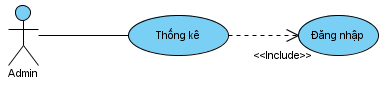 Thống kê
Đăng nhập
<<Include>>
Admin